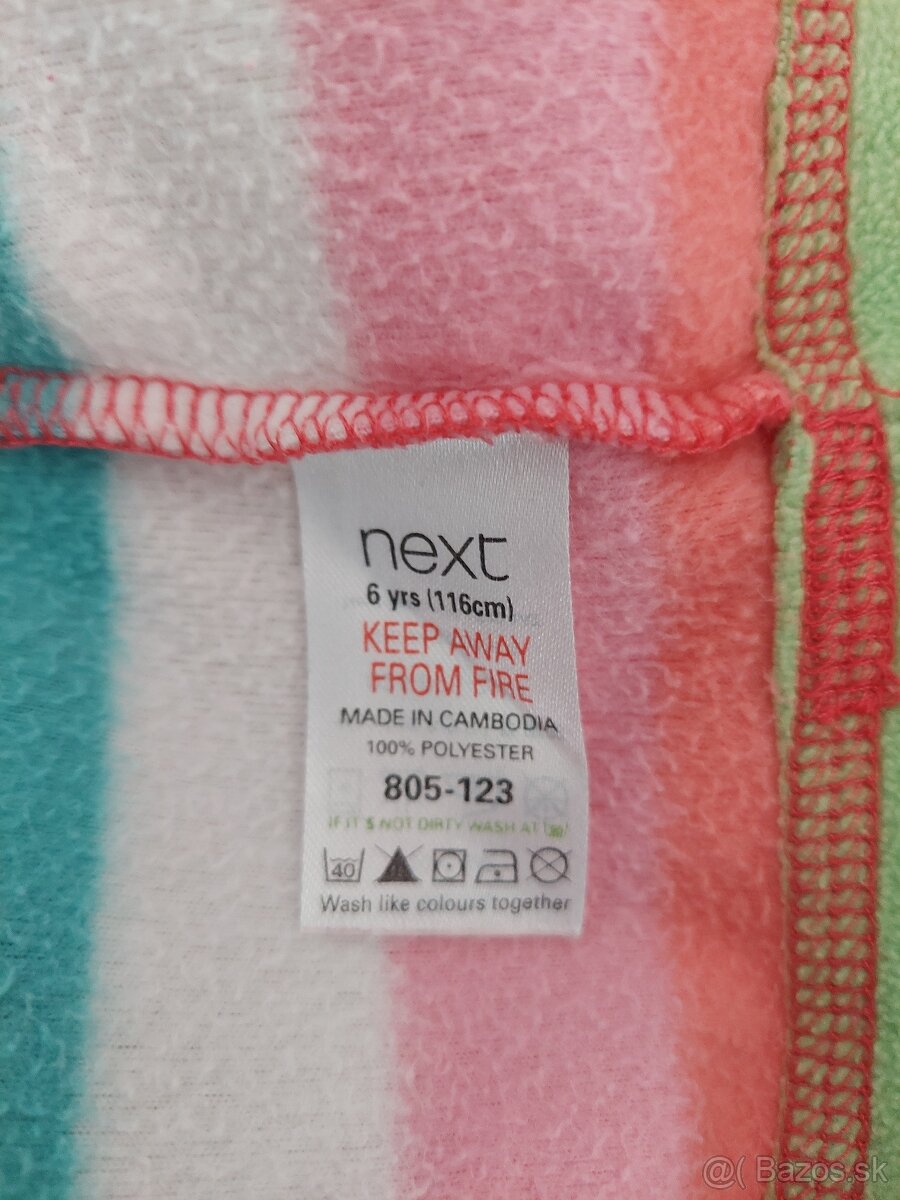 next
6 yrs (116cm)
KEEP AWAY
FROM FIRE
MADE IN CAMBODIA
100% POLYESTER
805-123
IF IT'S NOT DIRTY WASH AT 30°
40
Wash like colours together
@( Bazos.sk